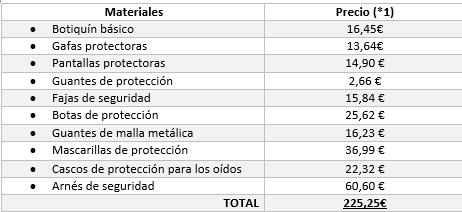 Materiales Precio (*1)
• Botiquín básico 16,45€
• Gafas protectoras 13,64€
• Pantallas protectoras 14,90 €
• Guantes de protección 2,66 €
• Fajas de seguridad 15,84 €
• Botas de protección 25,62 €
• Guantes de malla metálica 16,23 €
• Mascarillas de protección 36,99 €
• Cascos de protección para los oídos 22,32 €
• Arnés de seguridad 60,60 €
TOTAL 225,25€